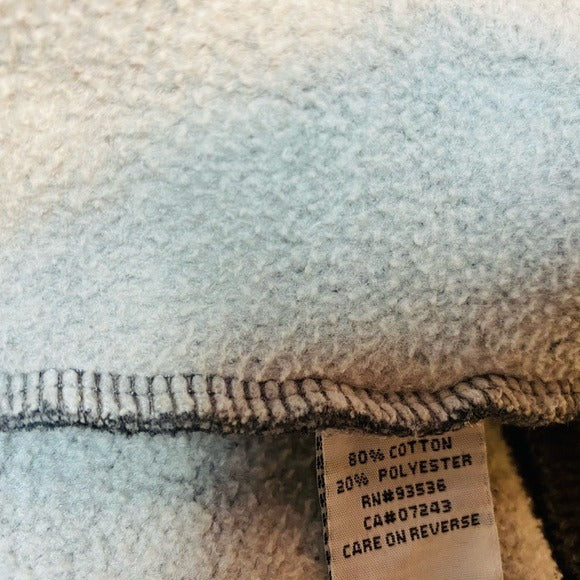 80% COTTON
20% POLYESTER
RN#93536
CA#07243
CARE ON REVERSE